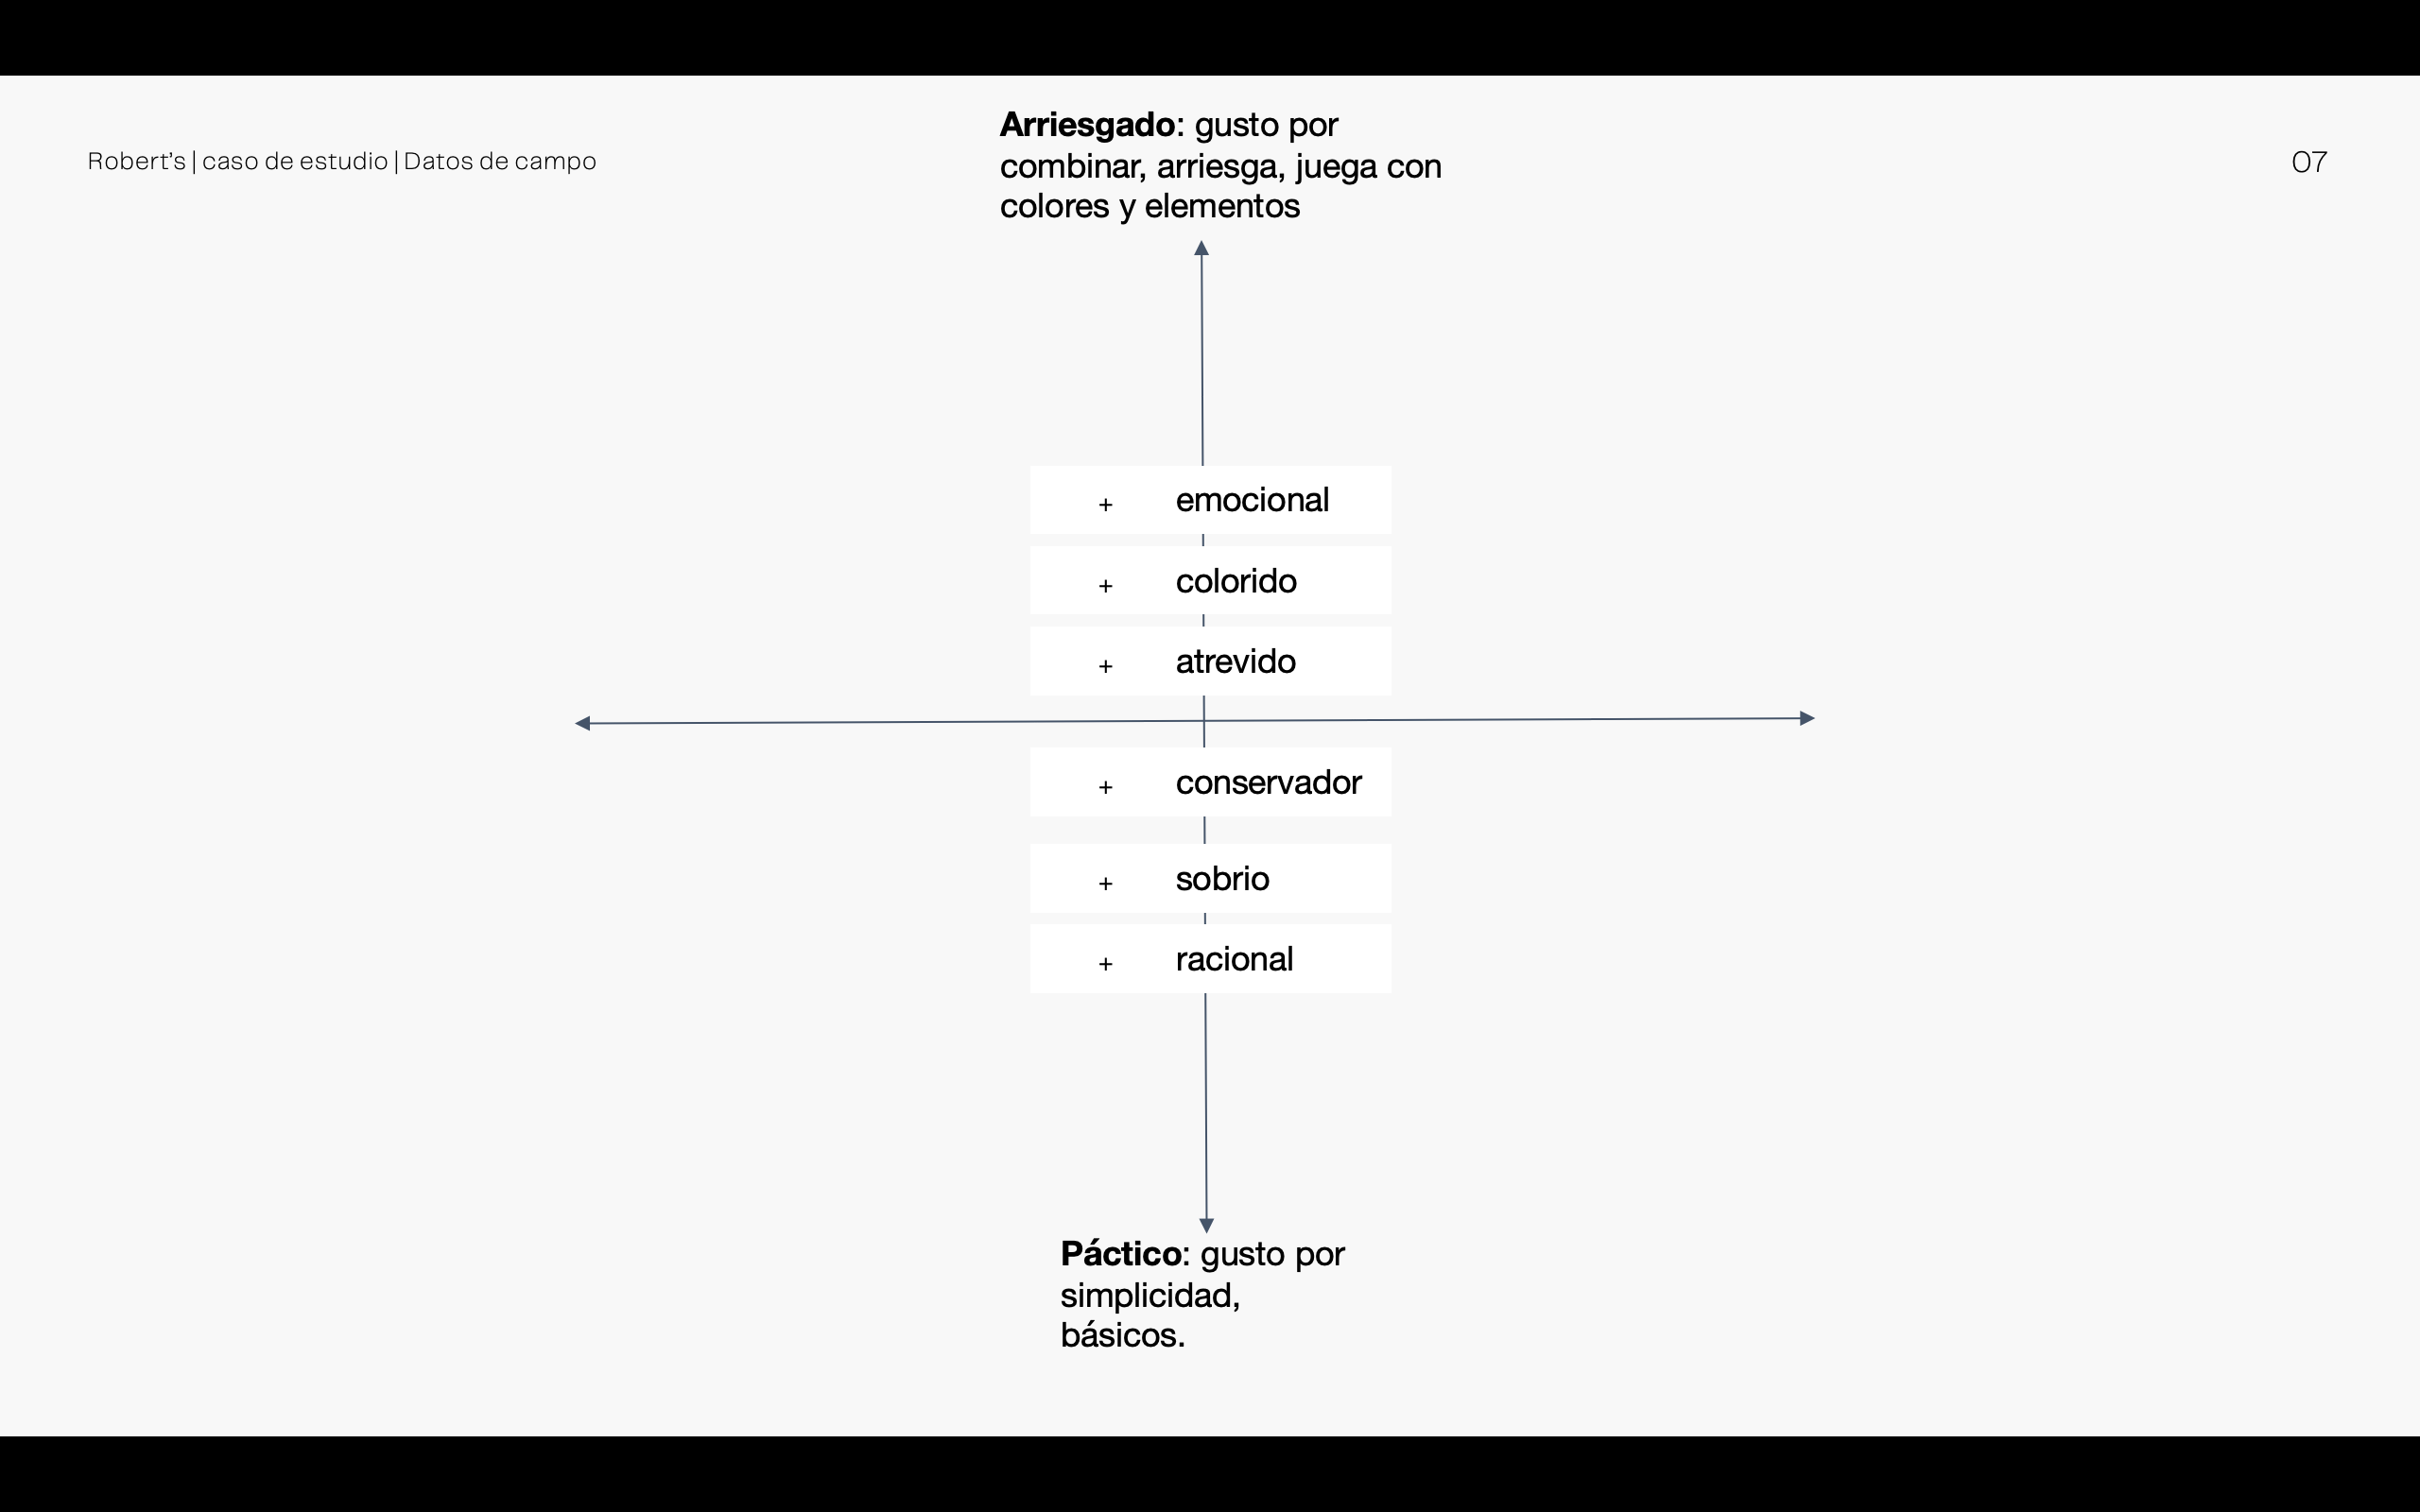 Arriesgado: gusto por
combinar, arriesga, juega con
colores y elementos
Robert’s | caso de estudio | Datos de campo
07
+ emocional
+ colorido
+ atrevido
+ conservador
+ sobrio
+ racional
Páctico: gusto por
simplicidad,
básicos.